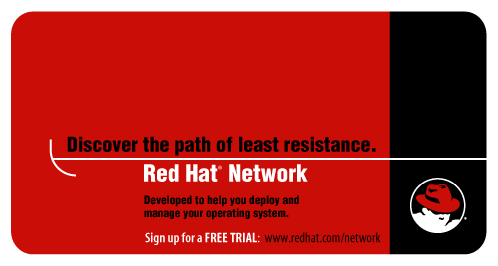 Discover the path of least resistance.
Red Hat® Network
Developed to help you deploy and
manage your operating system.
Sign up for a FREE TRIAL: www.redhat.com/network